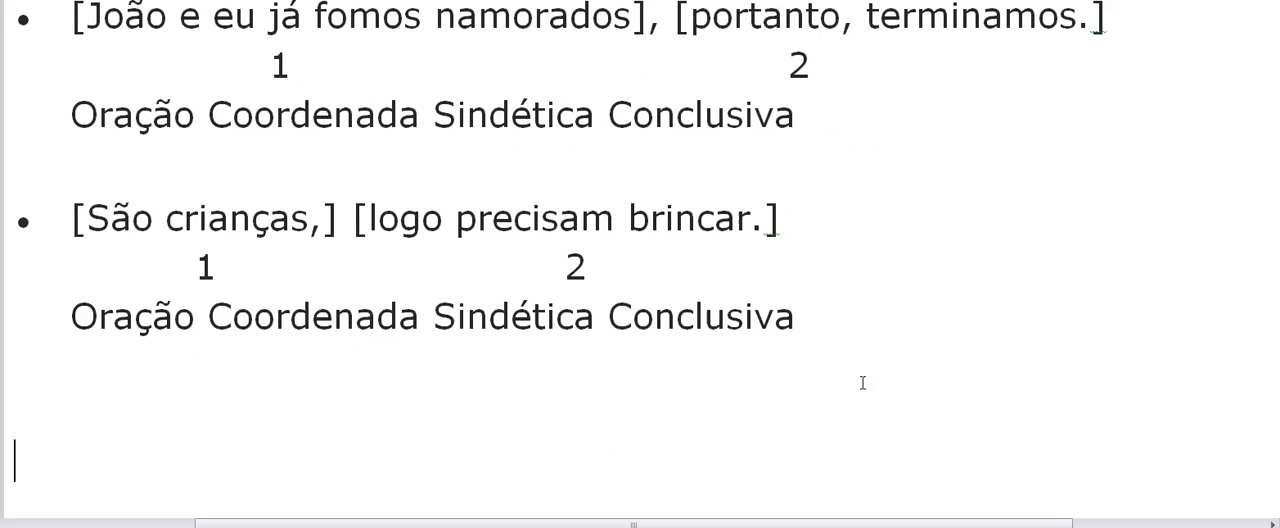 • [João e eu já fomos namorados], [portanto, terminamos.]
1 2
Oração Coordenada Sindética Conclusiva
• [São crianças,] [logo precisam brincar.]
1 2
Oração Coordenada Sindética Conclusiva